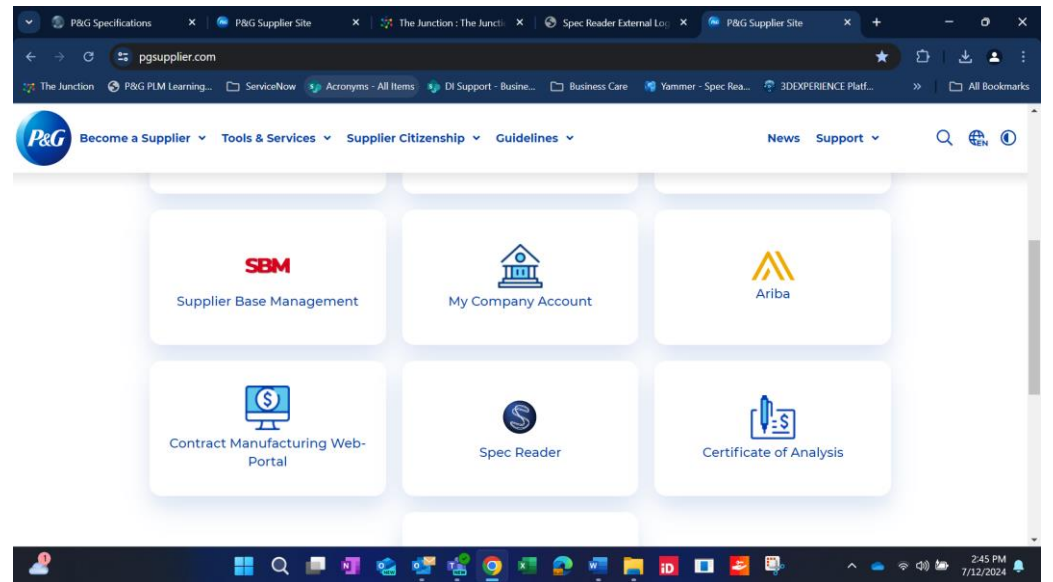 P&G Specifications
P&G Supplier Site
The Junction : The Juncti
Spec Reader External Log
P&G Supplier Site
pgsupplier.com
The Junction
P&G PLM Learning...
ServiceNow
Acronyms - All Items
DI Support - Busine...
Business Care
Yammer - Spec Rea...
3DEXPERIENCE Platf...
All Bookmarks
P&G
Become a Supplier
Tools & Services
Supplier Citizenship
Guidelines
News
Support
EN
SBM
Supplier Base Management
My Company Account
Ariba
Contract Manufacturing Web-
Portal
Spec Reader
Certificate of Analysis
2:45 PM
7/12/2024